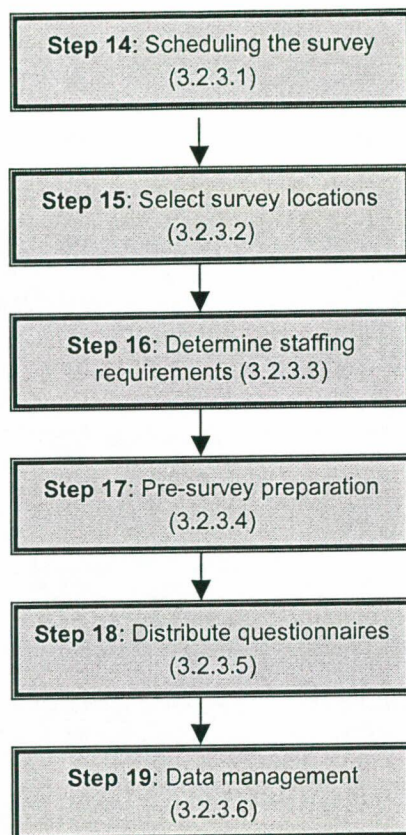 Step 14: Scheduling the survey
(3.2.3.1)
Step 15: Select survey locations
(3.2.3.2)
Step 16: Determine staffing
requirements (3.2.3.3)
Step 17: Pre-survey preparation
(3.2.3.4)
Step 18: Distribute questionnaires
(3.2.3.5)
Step 19: Data management
(3.2.3.6)